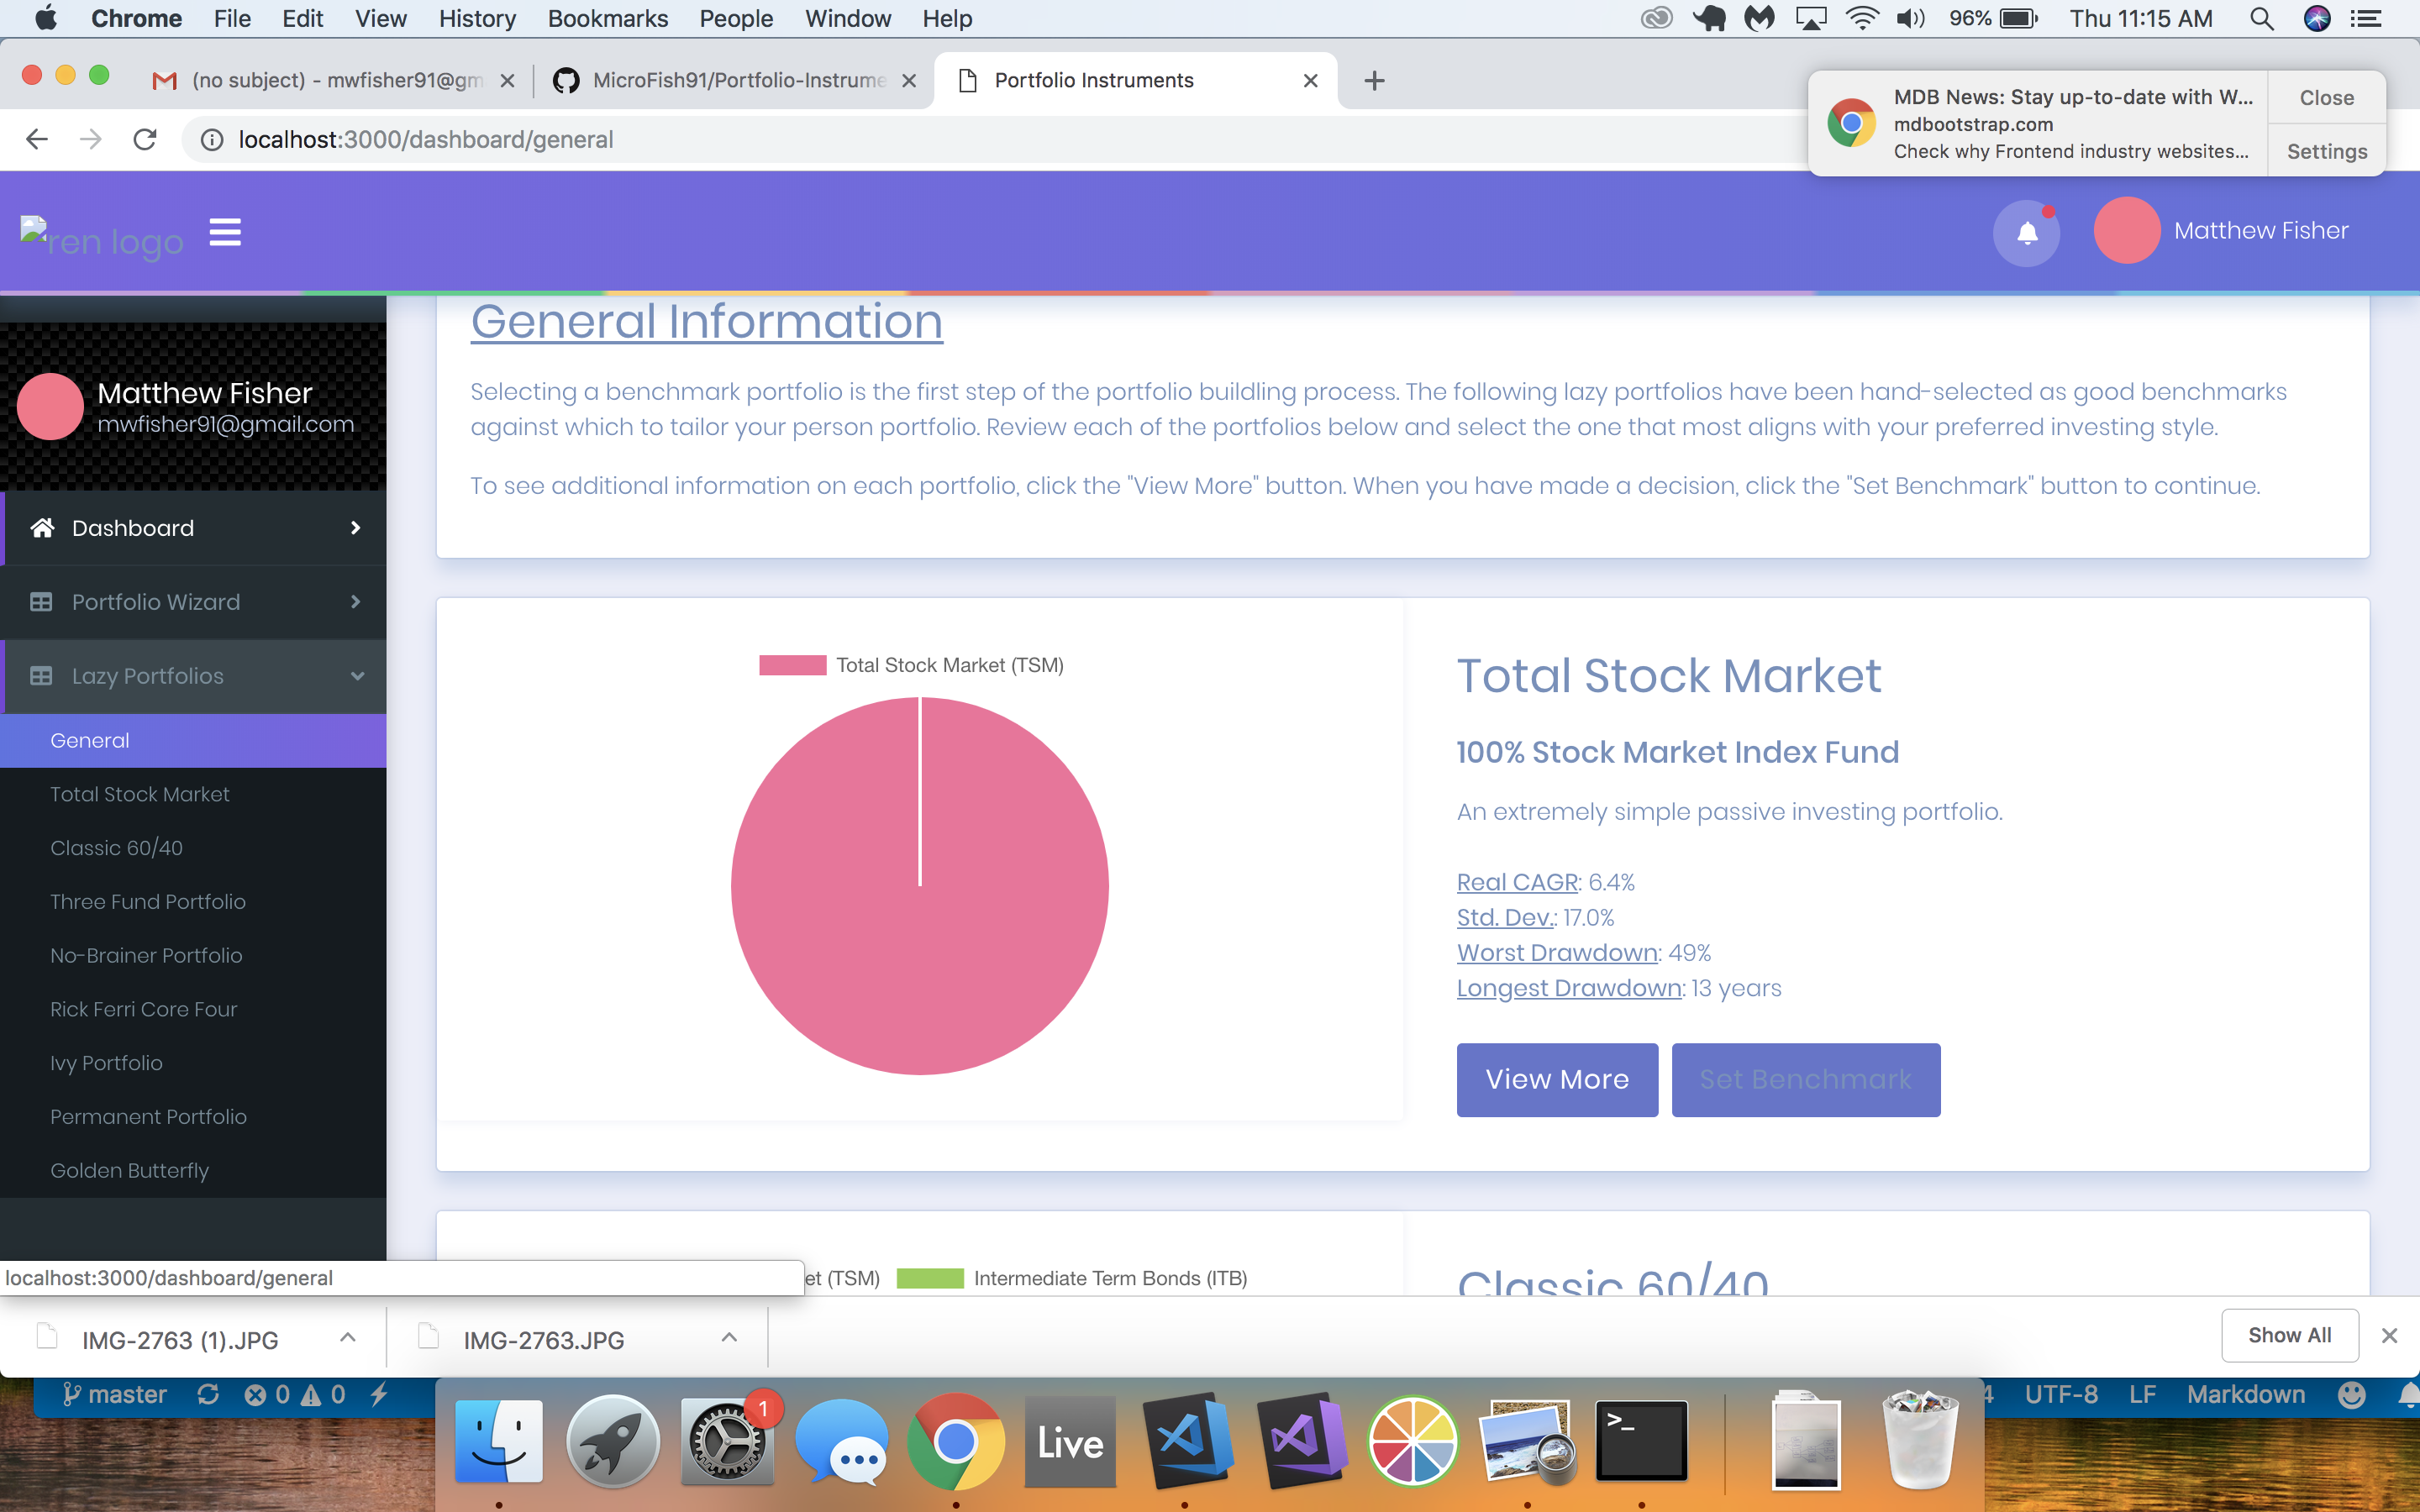 Chrome File Edit View History Bookmarks People Window Help
96% Thu 11:15 AM
(no subject) - mwfisher91@gm
MicroFish91/Portfolio-Instrume
Portfolio Instruments
localhost:3000/dashboard/general
MDB News: Stay up-to-date with W...
mdbootstrap.com
Check why Frontend industry websites...
Close
Settings
ren logo
Matthew Fisher
Matthew Fisher
mwfisher91@gmail.com
Dashboard
Portfolio Wizard
Lazy Portfolios
General
Total Stock Market
Classic 60/40
Three Fund Portfolio
No-Brainer Portfolio
Rick Ferri Core Four
Ivy Portfolio
Permanent Portfolio
Golden Butterfly
General Information
Selecting a benchmark portfolio is the first step of the portfolio buildling process. The following lazy portfolios have been hand-selected as good benchmarks
against which to tailor your person portfolio. Review each of the portfolios below and select the one that most aligns with your preferred investing style.
To see additional information on each portfolio, click the "View More" button. When you have made a decision, click the "Set Benchmark" button to continue.
Total Stock Market (TSM)
Total Stock Market
100% Stock Market Index Fund
An extremely simple passive investing portfolio.
Real CAGR: 6.4%
Std. Dev.: 17.0%
Worst Drawdown: 49%
Longest Drawdown: 13 years
View More
Set Benchmark
et (TSM)
Intermediate Term Bonds (ITB)
Classic 60/40
localhost:3000/dashboard/general
IMG-2763 (1).JPG
IMG-2763.JPG
Show All
master 0 0
1
Live
>_
4 UTF-8 LF Markdown